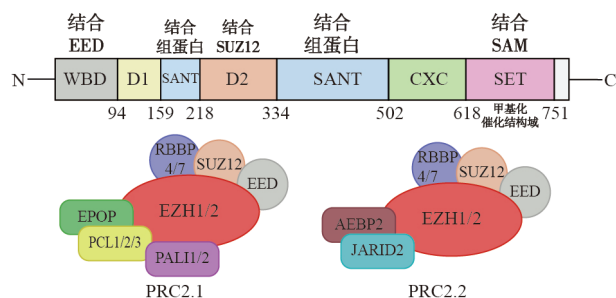 结合 结合 结合 结合 结合
EED 组蛋白 SUZ12 组蛋白 SAM
N WBD D1 SANT D2 SANT CXC SET C
94 159 218 334 502 618 甲基化 751
催化结构域
RBBP
4/7
SUZ12
EED
EZH1/2
EPOP
PCL1/2/3
PALI1/2
PRC2.1
RBBP
4/7
SUZ12
EED
EZH1/2
AEBP2
JARID2
PRC2.2